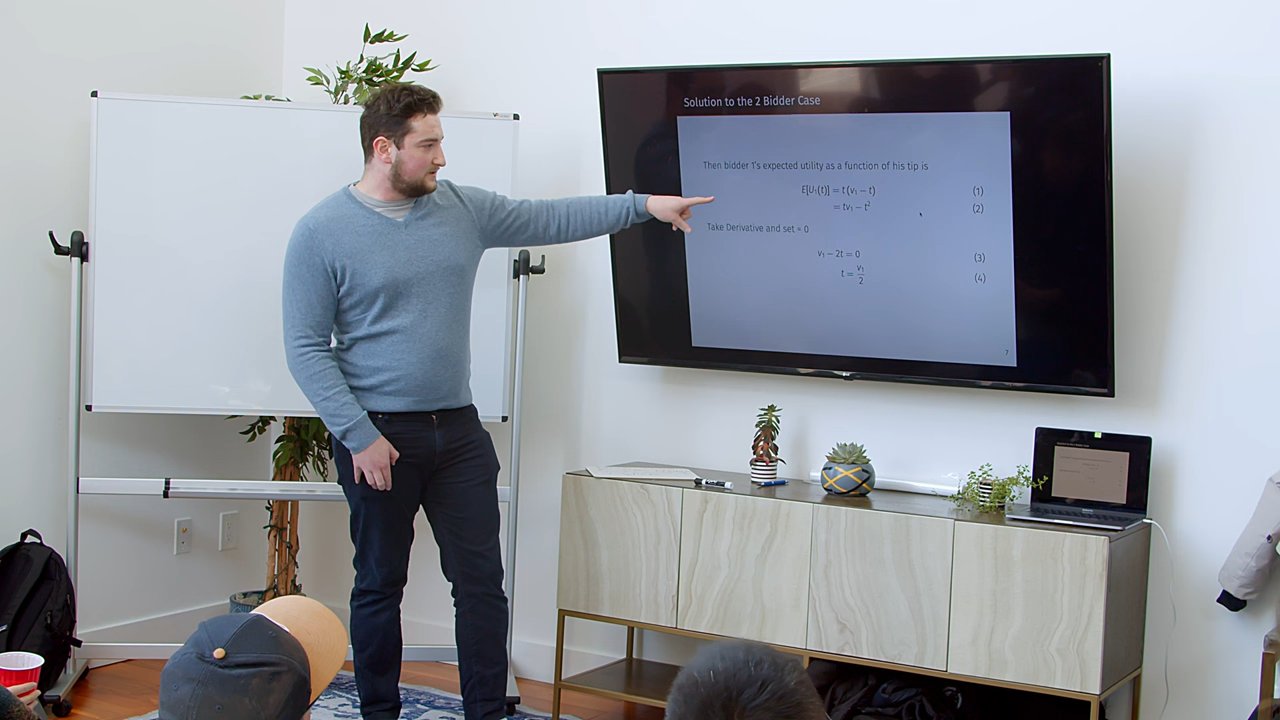 Solution to the 2 Bidder Case
Then bidder 1's expected utility as a function of his tip is
E[U₁(t)] = t (v₁ − t) (1)
= tv₁ − t² (2)
Take Derivative and set = 0
v₁ − 2t = 0 (3)
t = v₁/2 (4)
7